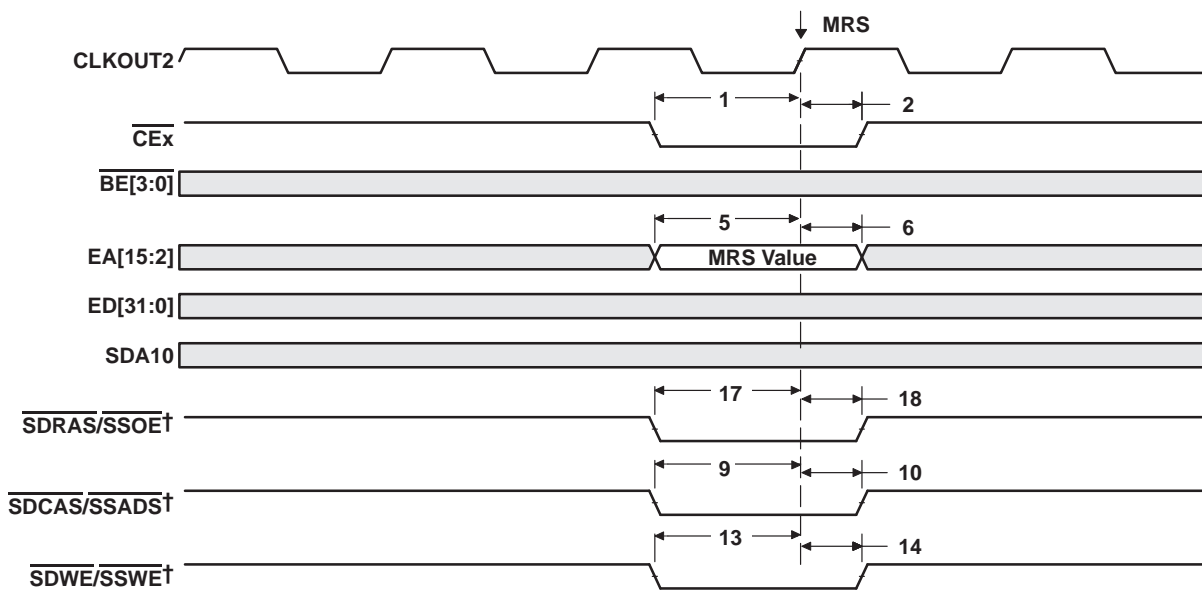 MRS
CLKOUT2
1
2
CEx
BE[3:0]
5
6
EA[15:2]
MRS Value
ED[31:0]
SDA10
17
18
SDRAS/SSOE†
9
10
SDCAS/SSADS†
13
14
SDWE/SSWE†